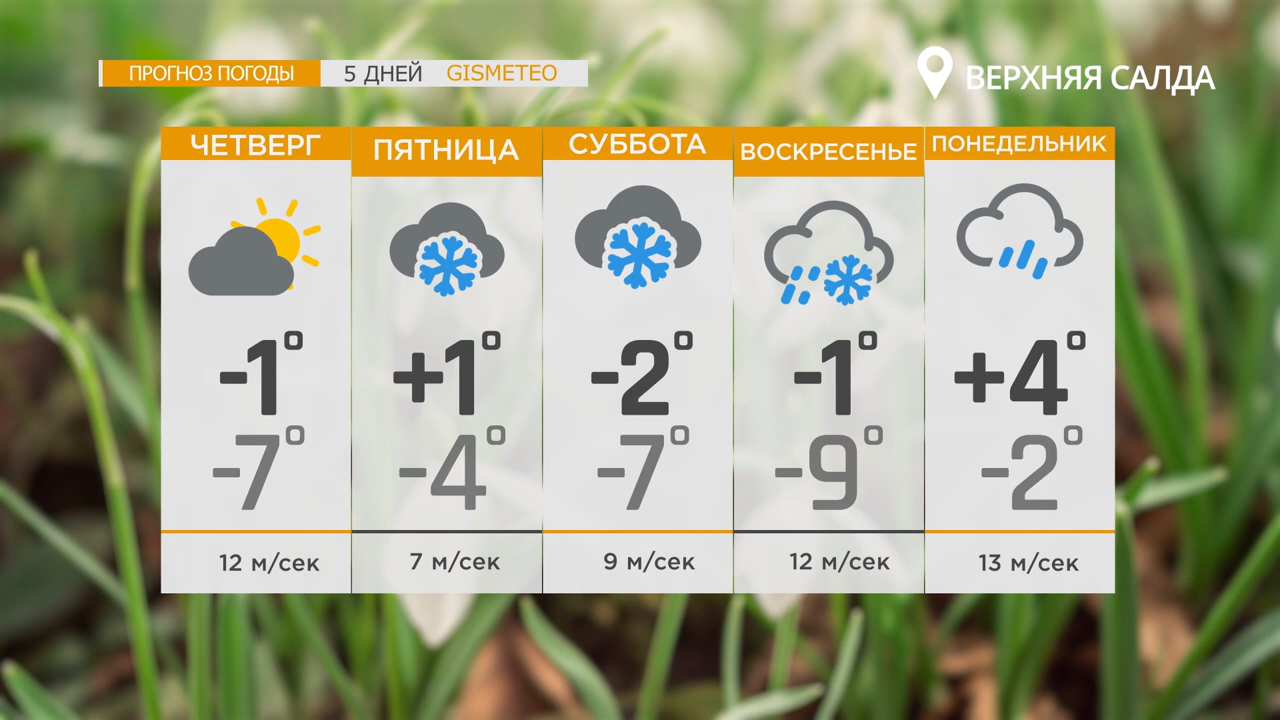 ПРОГНОЗ ПОГОДЫ 5 ДНЕЙ GISMETEO
ВЕРХНЯЯ САЛДА
ЧЕТВЕРГ ПЯТНИЦА СУББОТА ВОСКРЕСЕНЬЕ ПОНЕДЕЛЬНИК
-1° +1° -2° -1° +4°
-7° -4° -7° -9° -2°
12 м/сек 7 м/сек 9 м/сек 12 м/сек 13 м/сек